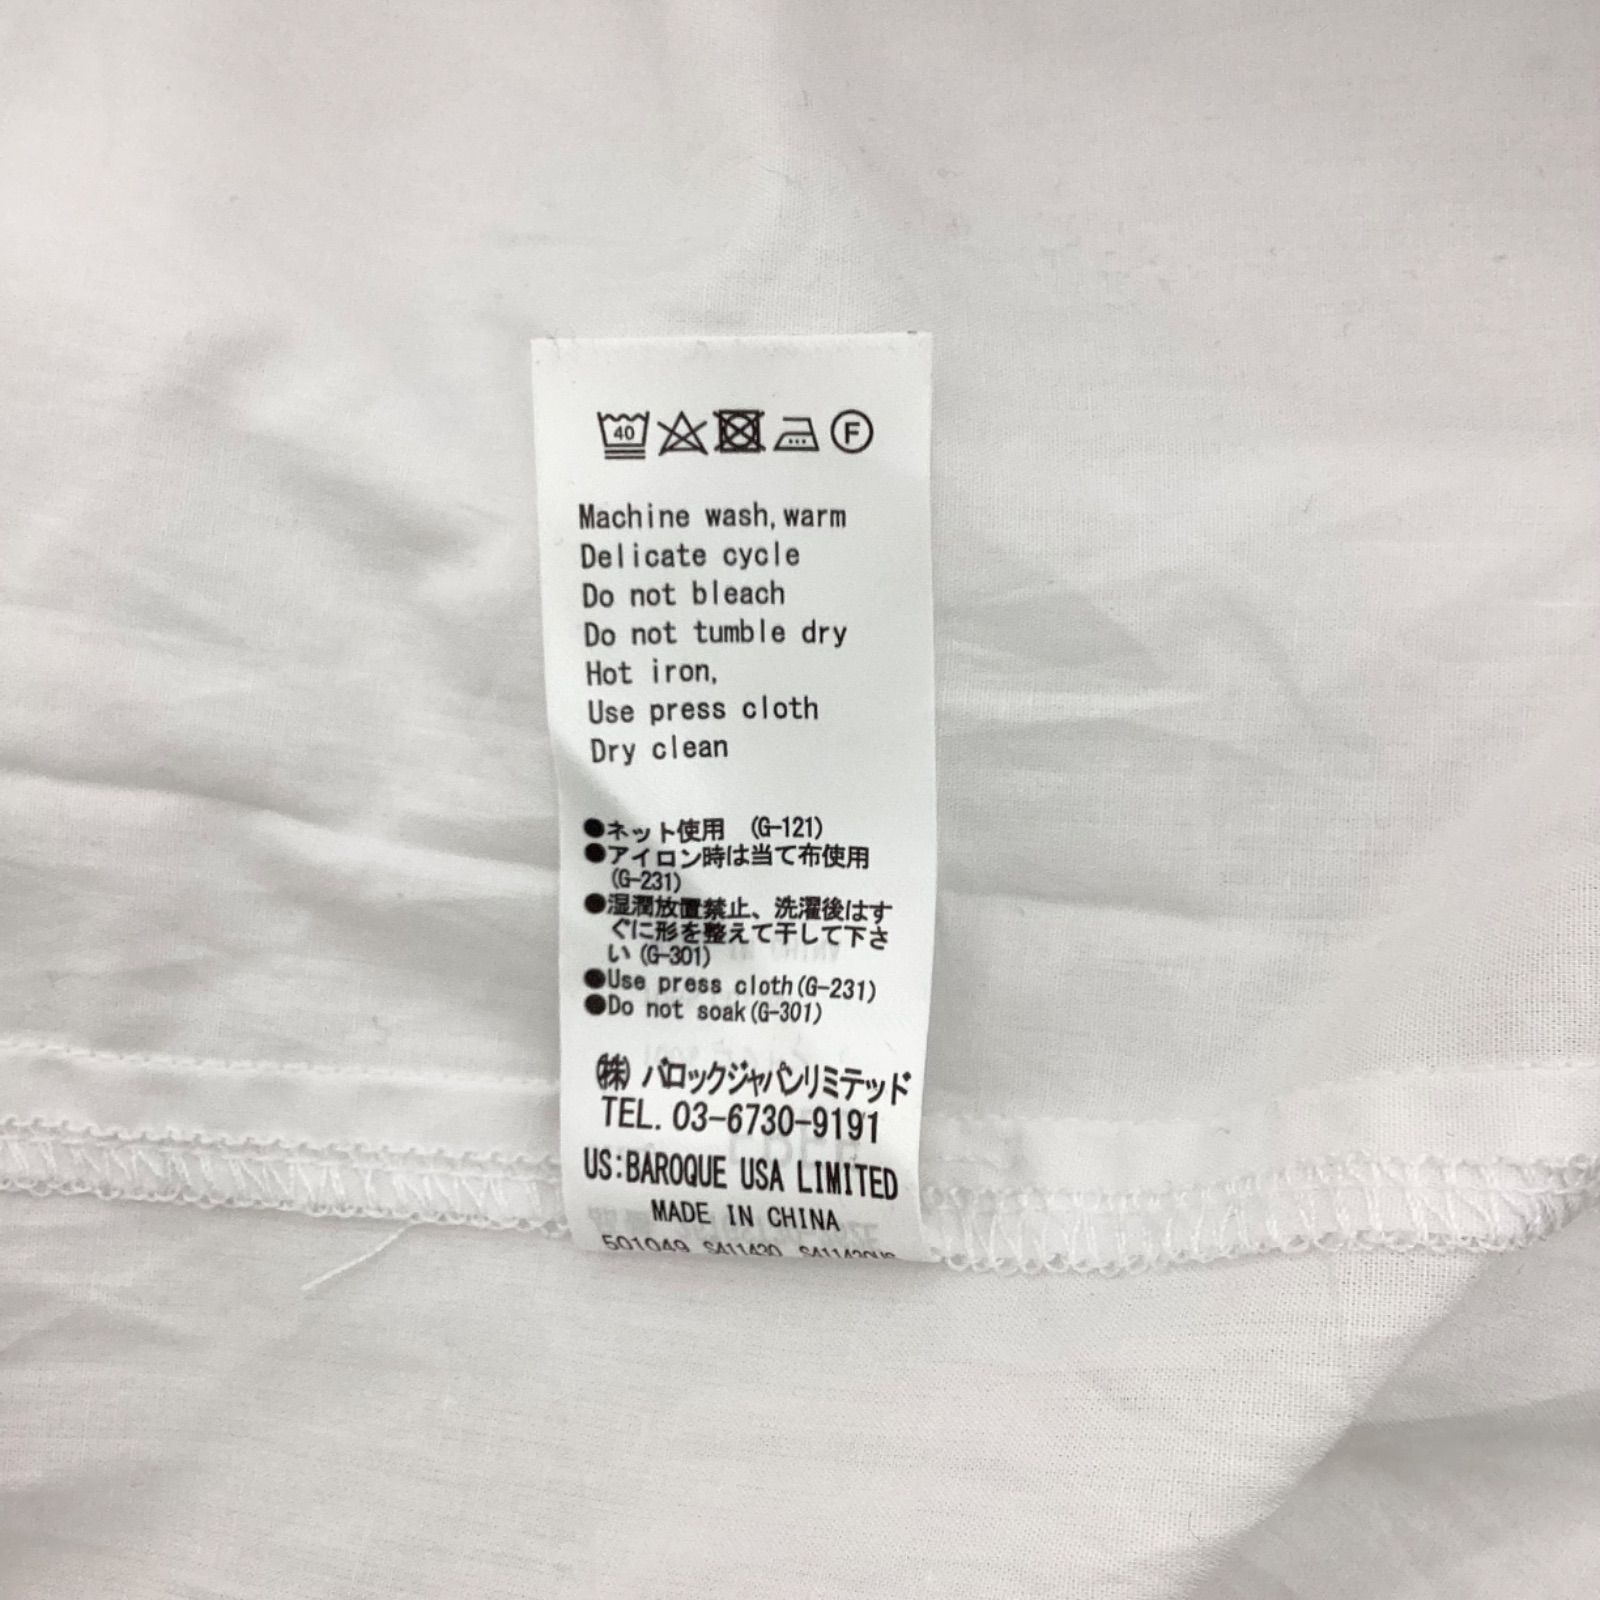 40 F
Machine wash, warm
Delicate cycle
Do not bleach
Do not tumble dry
Hot iron,
Use press cloth
Dry clean
●ネット使用 (G-121)
●アイロン時は当て布使用
(G-231)
●湿潤放置禁止、洗濯後はす
ぐに形を整えて干して下さ
い (G-301)
●Use press cloth(G-231)
●Do not soak(G-301)
㈱ バロックジャパンリミテッド
TEL. 03-6730-9191
US:BAROQUE USA LIMITED
MADE IN CHINA
501049 S411430